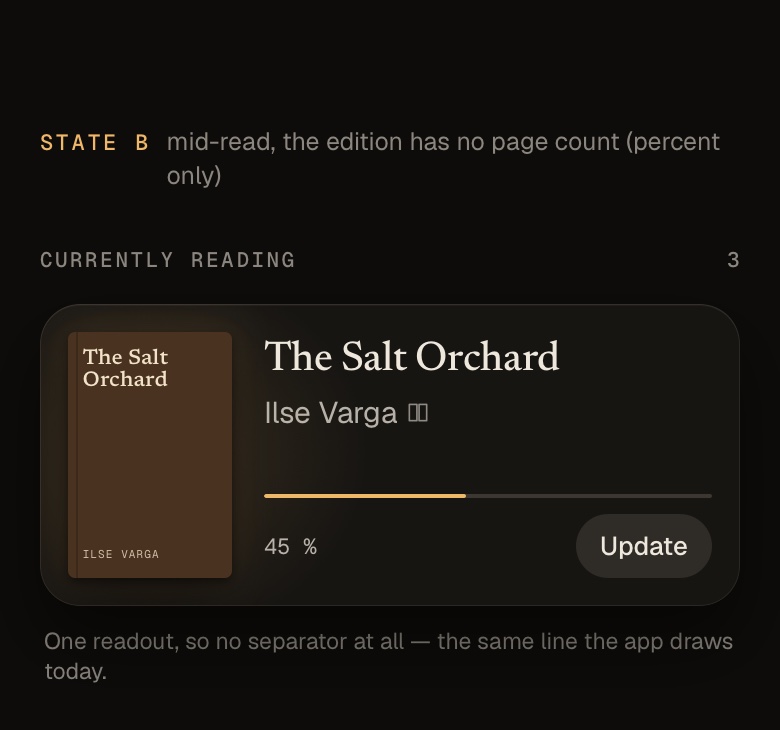 STATE B mid-read, the edition has no page count (percent
only)
CURRENTLY READING 3
The Salt
Orchard
ILSE VARGA
The Salt Orchard
Ilse Varga
45 %
Update
One readout, so no separator at all — the same line the app draws
today.